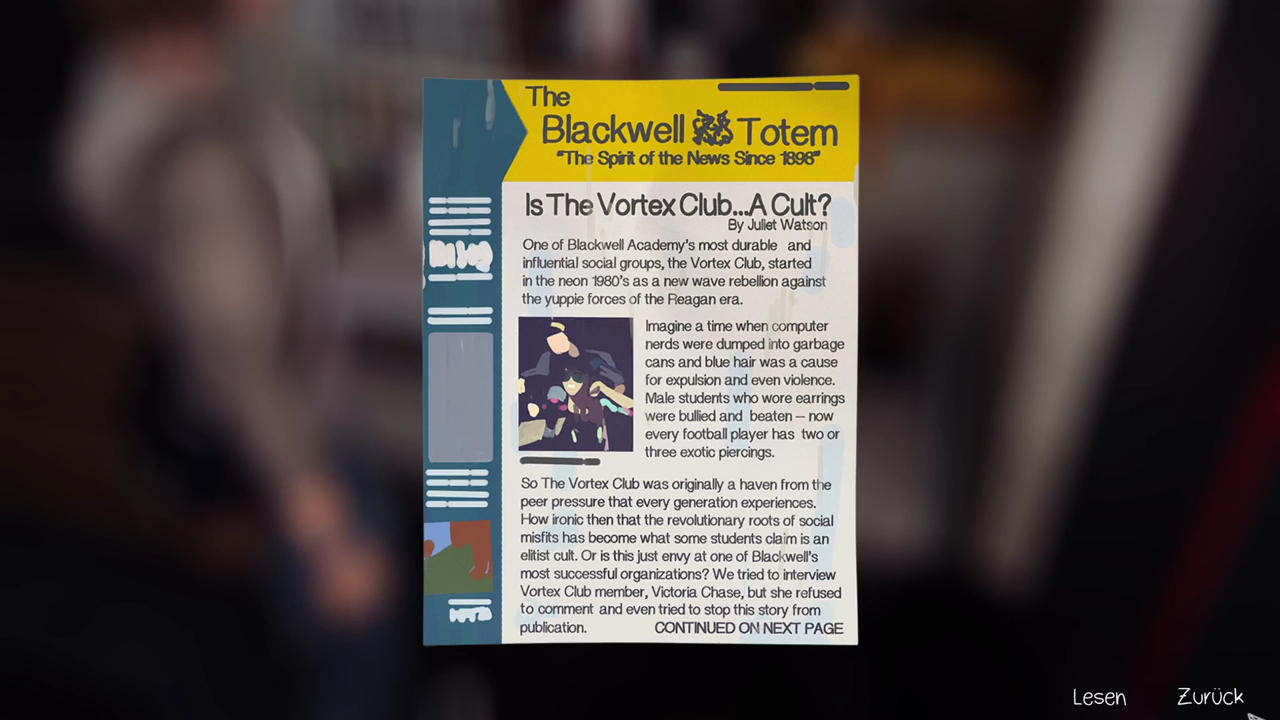 The
Blackwell Totem
"The Spirit of the News Since 1898"
Is The Vortex Club...A Cult?
By Juliet Watson
One of Blackwell Academy's most durable and
influential social groups, the Vortex Club, started
in the neon 1980's as a new wave rebellion against
the yuppie forces of the Reagan era.
Imagine a time when computer
nerds were dumped into garbage
cans and blue hair was a cause
for expulsion and even violence.
Male students who wore earrings
were bullied and beaten – now
every football player has two or
three exotic piercings.
So The Vortex Club was originally a haven from the
peer pressure that every generation experiences.
How ironic then that the revolutionary roots of social
misfits has become what some students claim is an
elitist cult. Or is this just envy at one of Blackwell's
most successful organizations? We tried to interview
Vortex Club member, Victoria Chase, but she refused
to comment and even tried to stop this story from
publication.
CONTINUED ON NEXT PAGE
Lesen
Zurück